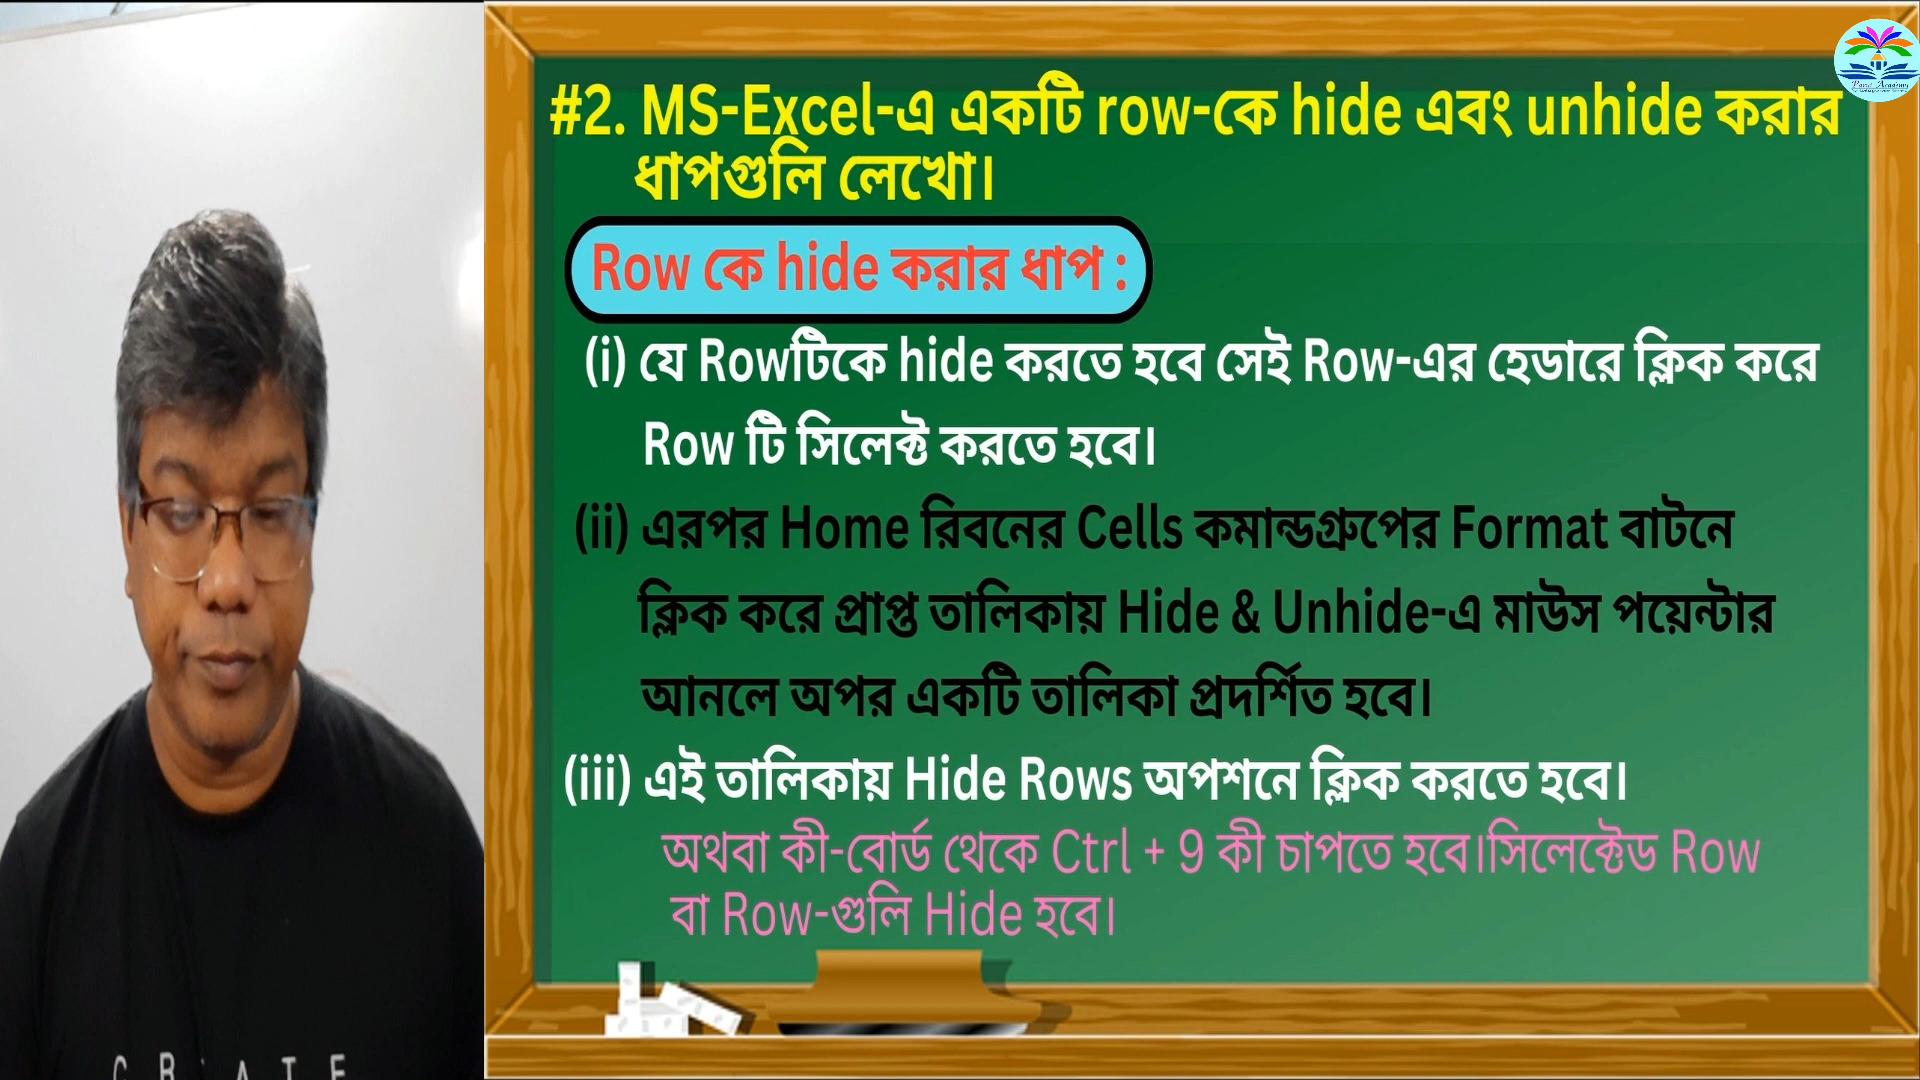 #2. MS-Excel-এ একটি row-কে hide এবং unhide করার
ধাপগুলি লেখো।
Row কে hide করার ধাপ :
(i) যে Rowটিকে hide করতে হবে সেই Row-এর হেডারে ক্লিক করে
Row টি সিলেক্ট করতে হবে।
(ii) এরপর Home রিবনের Cells কমান্ডগ্রুপের Format বাটনে
ক্লিক করে প্রাপ্ত তালিকায় Hide & Unhide-এ মাউস পয়েন্টার
আনলে অপর একটি তালিকা প্রদর্শিত হবে।
(iii) এই তালিকায় Hide Rows অপশনে ক্লিক করতে হবে।
অথবা কী-বোর্ড থেকে Ctrl + 9 কী চাপতে হবে।সিলেক্টেড Row
বা Row-গুলি Hide হবে।